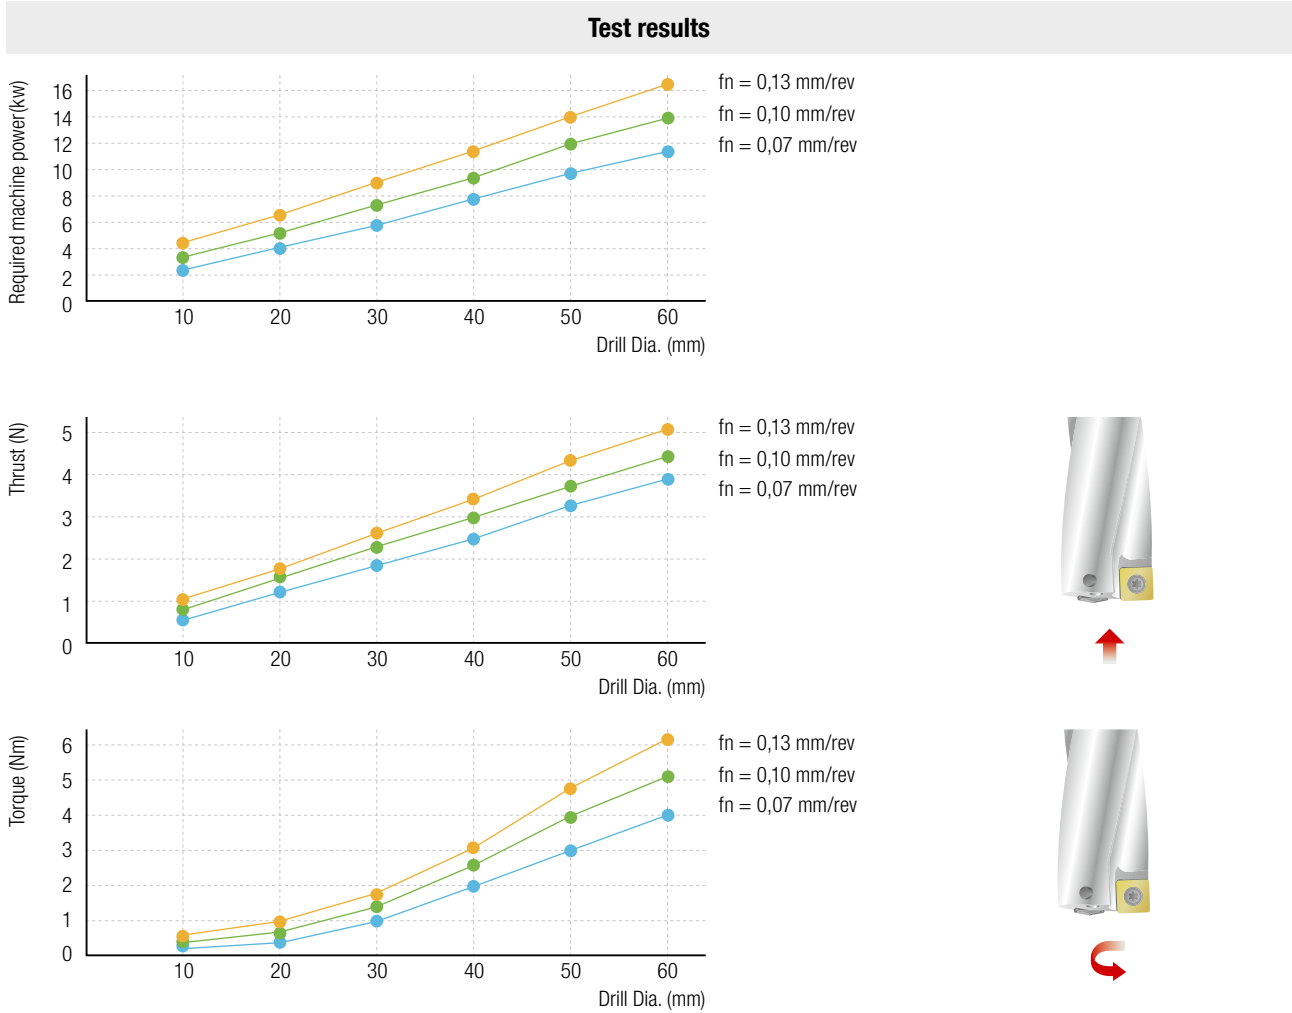 Test results
Required machine power(kw)
16
14
12
10
8
6
4
2
0
10 20 30 40 50 60
Drill Dia. (mm)
fn = 0,13 mm/rev
fn = 0,10 mm/rev
fn = 0,07 mm/rev
Thrust (N)
5
4
3
2
1
0
10 20 30 40 50 60
Drill Dia. (mm)
fn = 0,13 mm/rev
fn = 0,10 mm/rev
fn = 0,07 mm/rev
Torque (Nm)
6
5
4
3
2
1
0
10 20 30 40 50 60
Drill Dia. (mm)
fn = 0,13 mm/rev
fn = 0,10 mm/rev
fn = 0,07 mm/rev